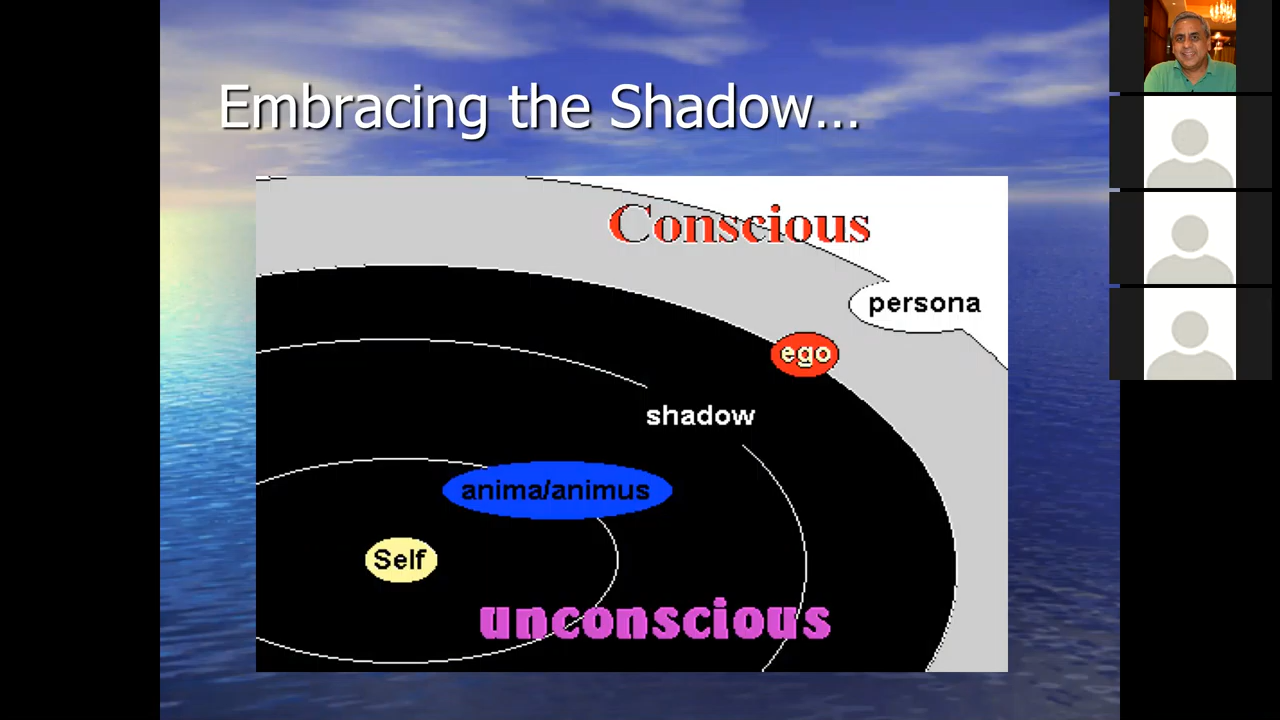 Embracing the Shadow...
Conscious
persona
ego
shadow
anima/animus
Self
unconscious